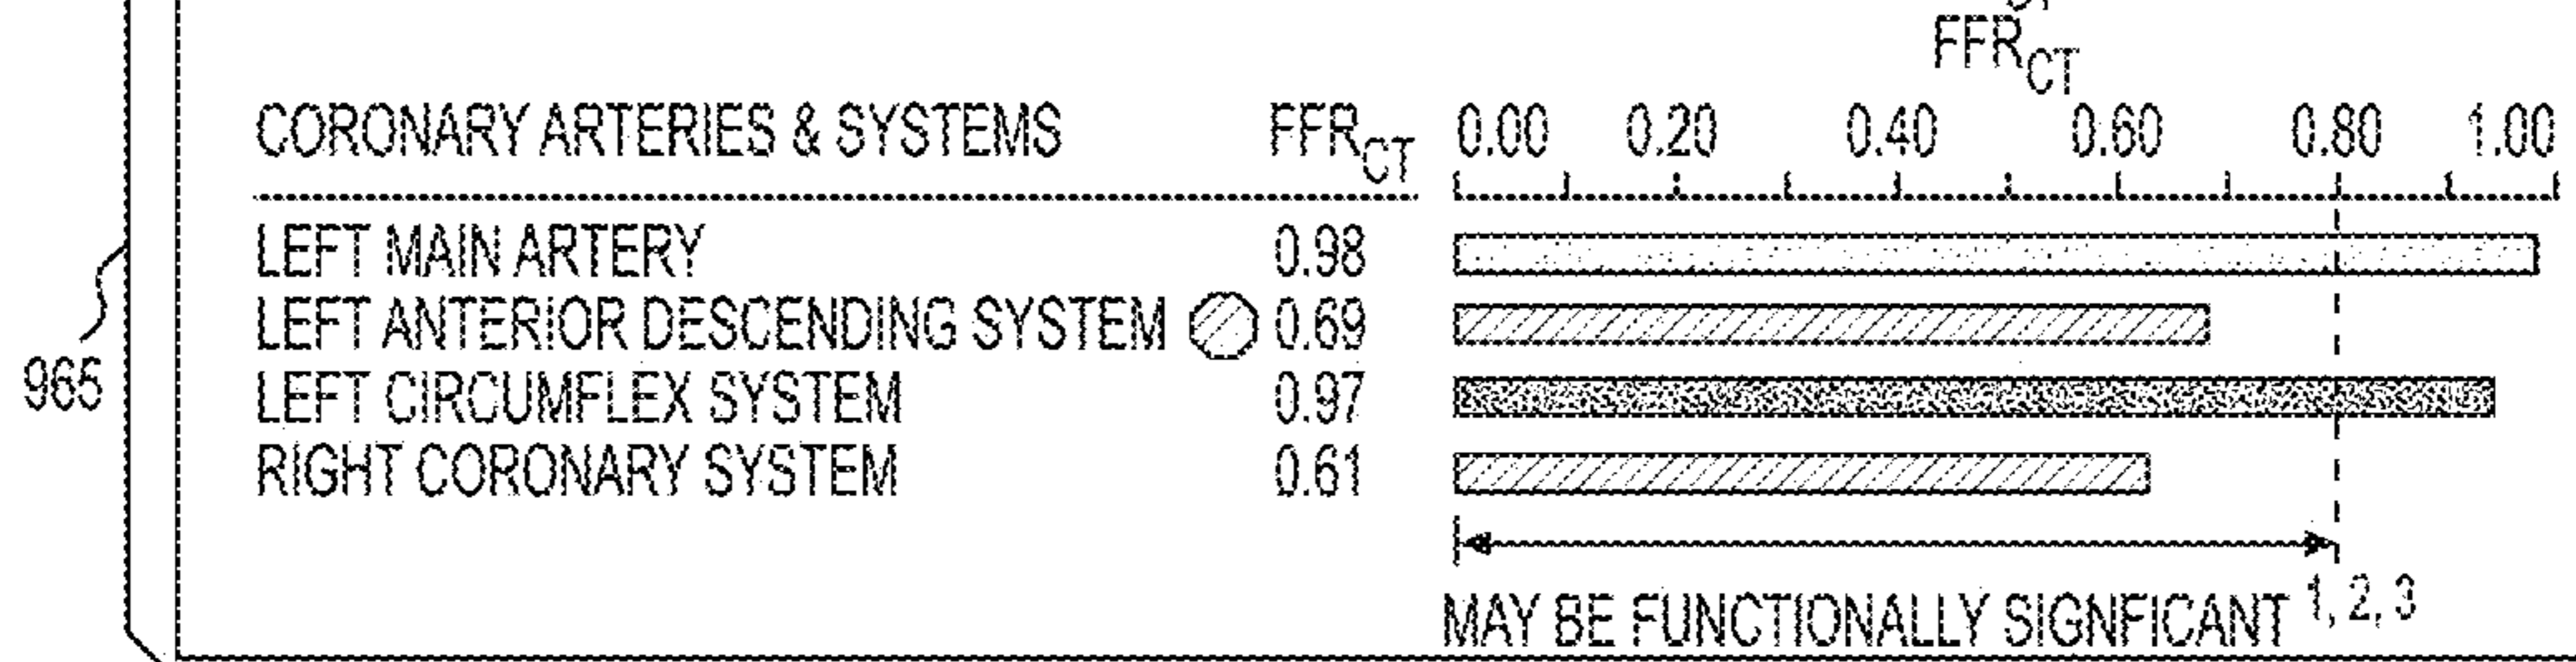 FFRCT
CORONARY ARTERIES & SYSTEMS FFRCT 0.00 0.20 0.40 0.60 0.80 1.00
LEFT MAIN ARTERY 0.98
LEFT ANTERIOR DESCENDING SYSTEM 0.69
LEFT CIRCUMFLEX SYSTEM 0.97
RIGHT CORONARY SYSTEM 0.61
965
MAY BE FUNCTIONALLY SIGNFICANT 1, 2, 3